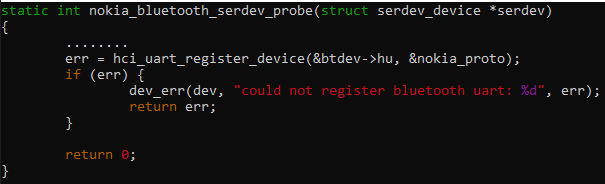 static int nokia_bluetooth_serdev_probe(struct serdev_device *serdev)
{
        ........
        err = hci_uart_register_device(&btdev->hu, &nokia_proto);
        if (err) {
                dev_err(dev, "could not register bluetooth uart: %d", err);
                return err;
        }

        return 0;
}